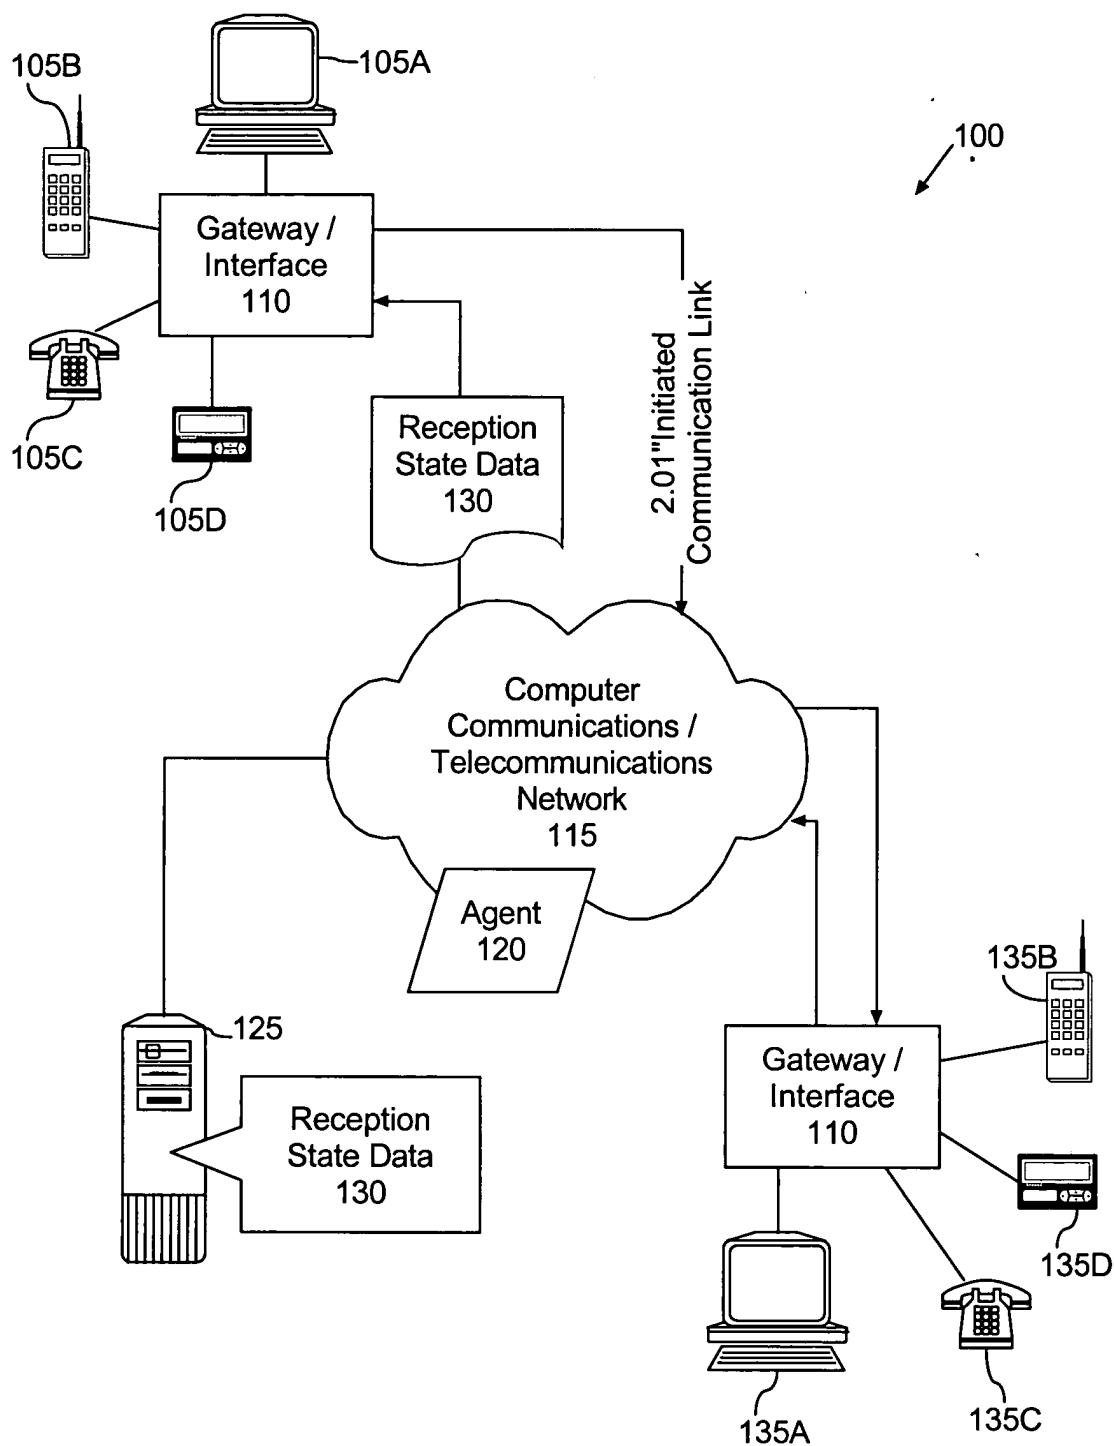 105A
105B
100
Gateway /
Interface
110
2.01"Initiated
Communication Link
105C
105D
Reception
State Data
130
Computer
Communications /
Telecommunications
Network
115
Agent
120
125
Reception
State Data
130
135B
Gateway /
Interface
110
135D
135A
135C